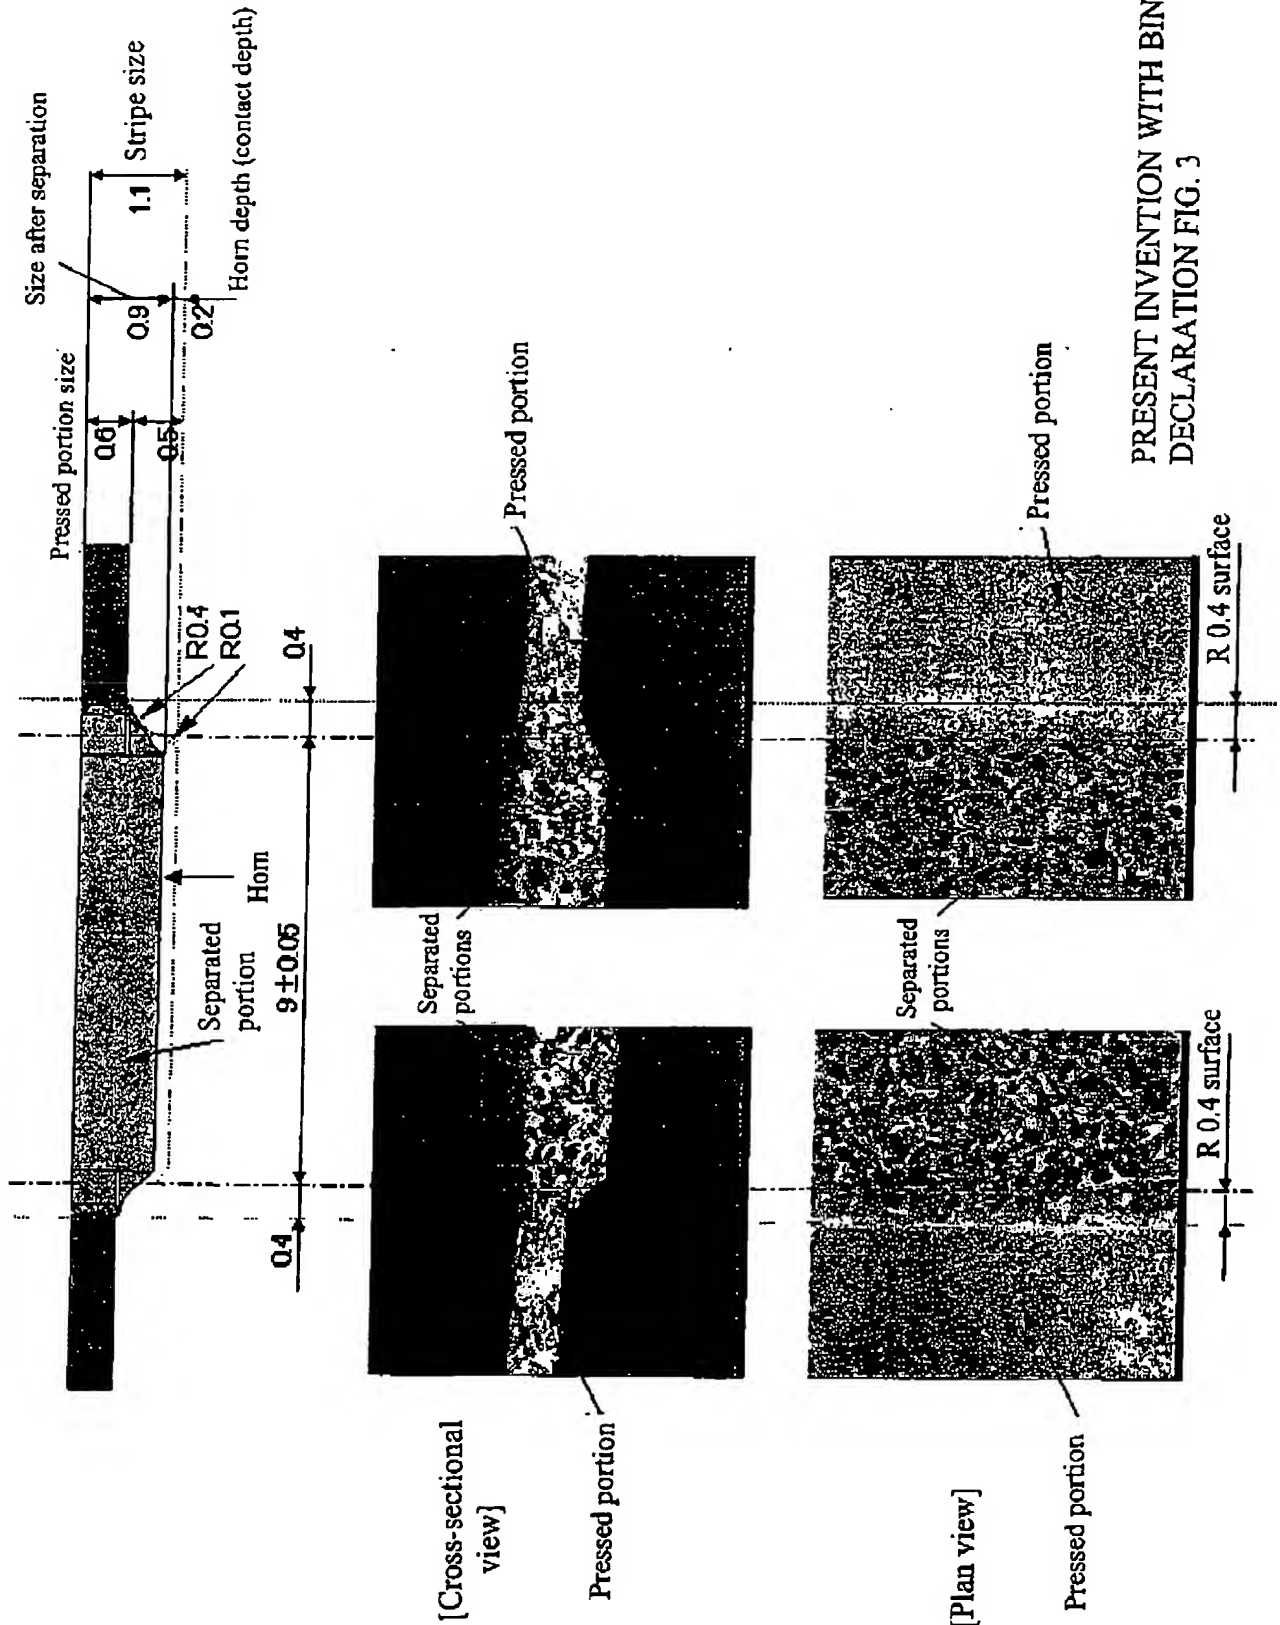 Size after separation
Pressed portion size
Stripe size
1.1
0.9
0.6
0.5
0.2
Horn depth (contact depth)
R0.4
R0.1
0.4
Separated
portion
Horn
9±0.05
0.4
[Cross-sectional
view]
Pressed portion
Separated
portions
Pressed portion
[Plan view]
Pressed portion
Separated
portions
Pressed portion
R 0.4 surface
R 0.4 surface
PRESENT INVENTION WITH BIN
DECLARATION FIG. 3